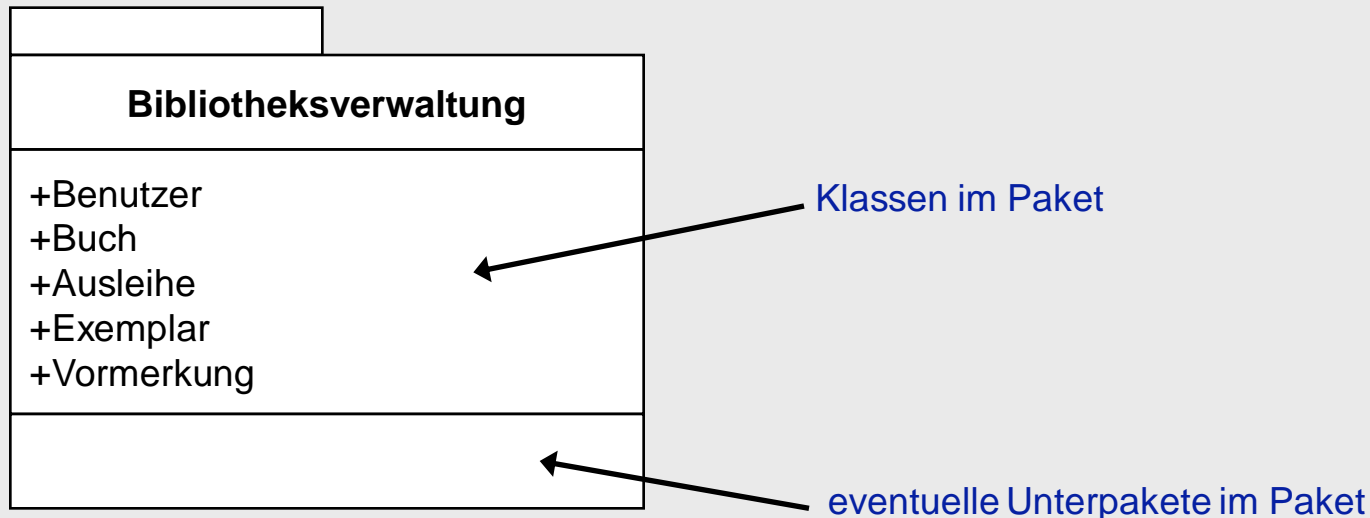 Bibliotheksverwaltung
+Benutzer
+Buch
+Ausleihe
+Exemplar
+Vormerkung
Klassen im Paket
eventuelle Unterpakete im Paket